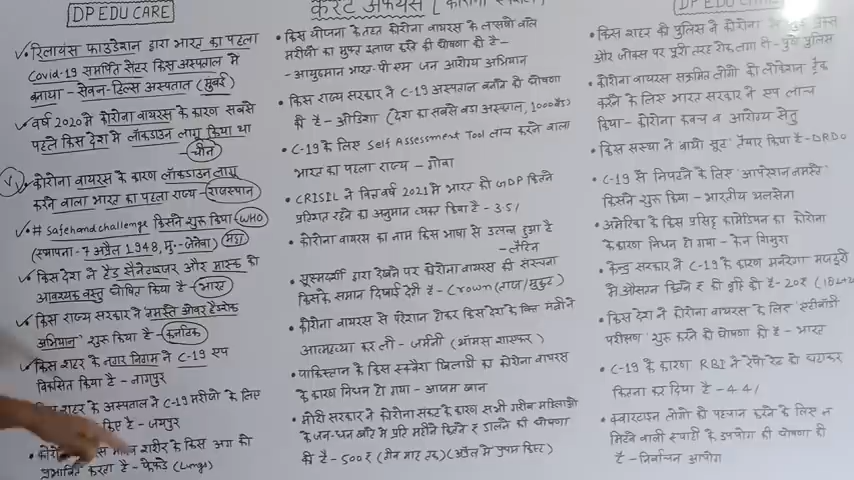 DP EDU CARE
करेंट अफेयर्स
DP EDU CARE
रिलायंस फाउंडेशन द्वारा भारत का पहला
Covid-19 समर्पित सेंटर किस अस्पताल में
बनाया - सेवन-हिल्स अस्पताल (मुंबई)
वर्ष 2020 में कोरोना वायरस के कारण सबसे
पहले किस देश में लॉकडाउन लागू किया था
- चीन
कोरोना वायरस के कारण लॉकडाउन लागू
करने वाला भारत का पहला राज्य - राजस्थान
# Safehandchallenge किसने शुरू किया (WHO)
(स्थापना - 7 अप्रैल 1948, मु. - जेनेवा)
किस देश ने हैंड सैनेटाइजर और मास्क को
आवश्यक वस्तु घोषित किया है - भारत
किस राज्य सरकार ने नमस्ते ओवर हैंडशेक
अभियान शुरू किया है - कर्नाटक
किस शहर के नगर निगम ने C-19 एप
विकसित किया है - नागपुर
शहर के अस्पताल ने C-19 मरीजों के लिए
किए है - जयपुर
शरीर के किस अंग को
प्रभावित करता है - फेफड़े (Lungs)
किस योजना के तहत कोरोना वायरस के लक्षणों वाले
मरीजों का मुफ्त इलाज करने की घोषणा की है -
- आयुष्मान भारत - पी एम जन आरोग्य अभियान
किस राज्य सरकार ने C-19 अस्पताल बनाने की घोषणा
की है - ओडिशा (देश का सबसे बड़ा अस्पताल, 1000
C-19 के लिए Self Assessment Tool लांच करने वाला
भारत का पहला राज्य - गोवा
CRISIL ने वित्त वर्ष 2021 में भारत की GDP कितने
प्रतिशत रहने का अनुमान व्यक्त किया है - 3.5%
कोरोना वायरस का नाम किस भाषा से उत्पन्न हुआ है
- लैटिन
सूक्ष्मदर्शी द्वारा देखने पर कोरोना वायरस की संरचना
किसके समान दिखाई देती है - Crown (ताज/मुकुट)
कोरोना वायरस से परेशान होकर किस देश के वित्त मंत्री ने
आत्महत्या कर ली - जर्मनी (थॉमस शाफर)
पाकिस्तान के किस स्क्वैश खिलाड़ी का कोरोना वायरस
के कारण निधन हो गया - आजम खान
मोदी सरकार ने कोरोना संकट के कारण सभी गरीब महिलाओं
के जन-धन खाते में प्रति महीने कितने ₹ डालने की घोषणा
की है - 500 ₹ (तीन माह तक) (अप्रैल में प्रथम किस्त)
किस शहर की पुलिस ने कोरोना
और जोक्स पर पूरी तरह रोक लगा दी - पुणे पुलिस
कोरोना वायरस संक्रमित लोगों की लोकेशन ट्रैक
करने के लिए भारत सरकार ने एप लांच
किया - कोरोना कवच व आरोग्य सेतु
किस संस्था ने बायो सूट तैयार किया है - DRDO
C-19 से निपटने के लिए "आपरेशन नमस्ते"
किसने शुरू किया - भारतीय थलसेना
अमेरिका के किस प्रसिद्ध कॉमेडियन का कोरोना
के कारण निधन हो गया - केन शिमुरा
केन्द्र सरकार ने C-19 के कारण मनरेगा मजदूरी
में औसतन कितने ₹ की वृद्धि की है - 20 ₹
किस देश ने कोरोना वायरस के लिए "एंटीबॉडी
परीक्षण" शुरू करने की घोषणा की है - भारत
C-19 के कारण RBI ने रेपो रेट को घटाकर
कितना कर दिया है - 4.4%
क्वारंटाइन लोगों की पहचान करने के लिए न
मिटने वाली स्याही के उपयोग की घोषणा की
है - निर्वाचन आयोग